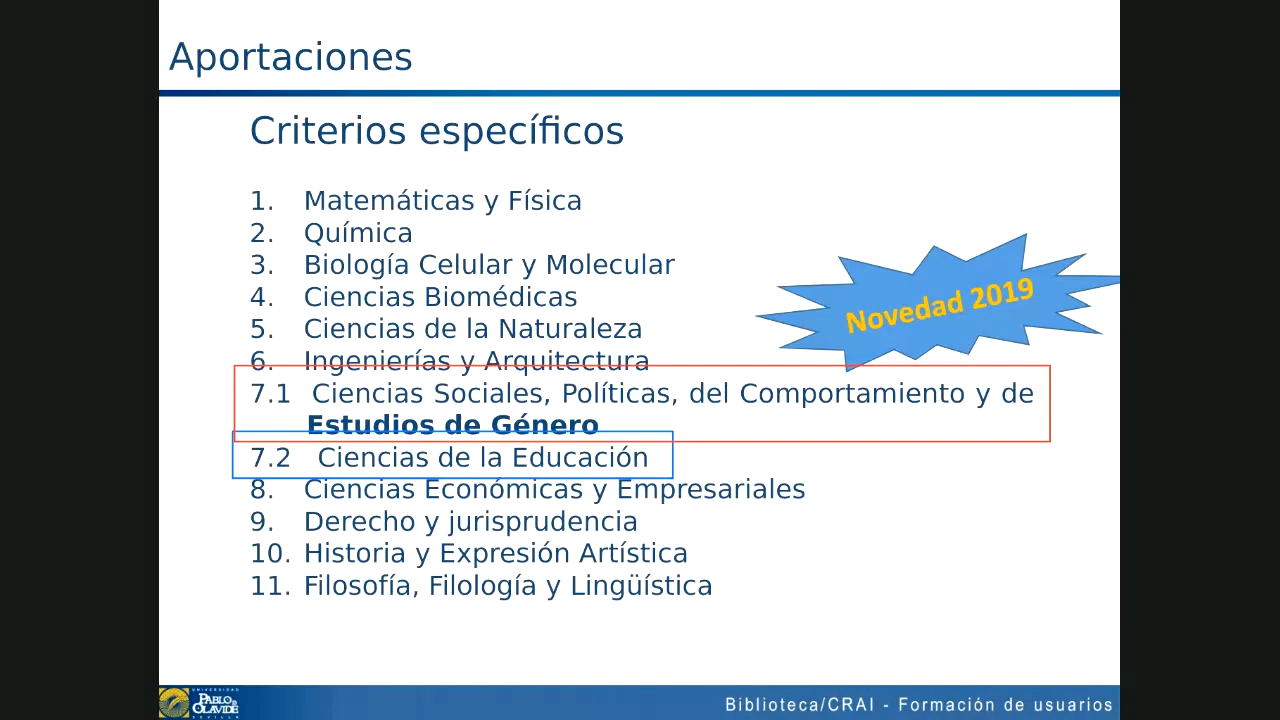 Aportaciones
Criterios específicos
1. Matemáticas y Física
2. Química
3. Biología Celular y Molecular
4. Ciencias Biomédicas
5. Ciencias de la Naturaleza
6. Ingenierías y Arquitectura
7.1 Ciencias Sociales, Políticas, del Comportamiento y de
Estudios de Género
7.2 Ciencias de la Educación
8. Ciencias Económicas y Empresariales
9. Derecho y jurisprudencia
10. Historia y Expresión Artística
11. Filosofía, Filología y Lingüística
Novedad 2019
UNIVERSIDAD
PABLO DE
OLAVIDE
SEVILLA
Biblioteca/CRAI - Formación de usuarios